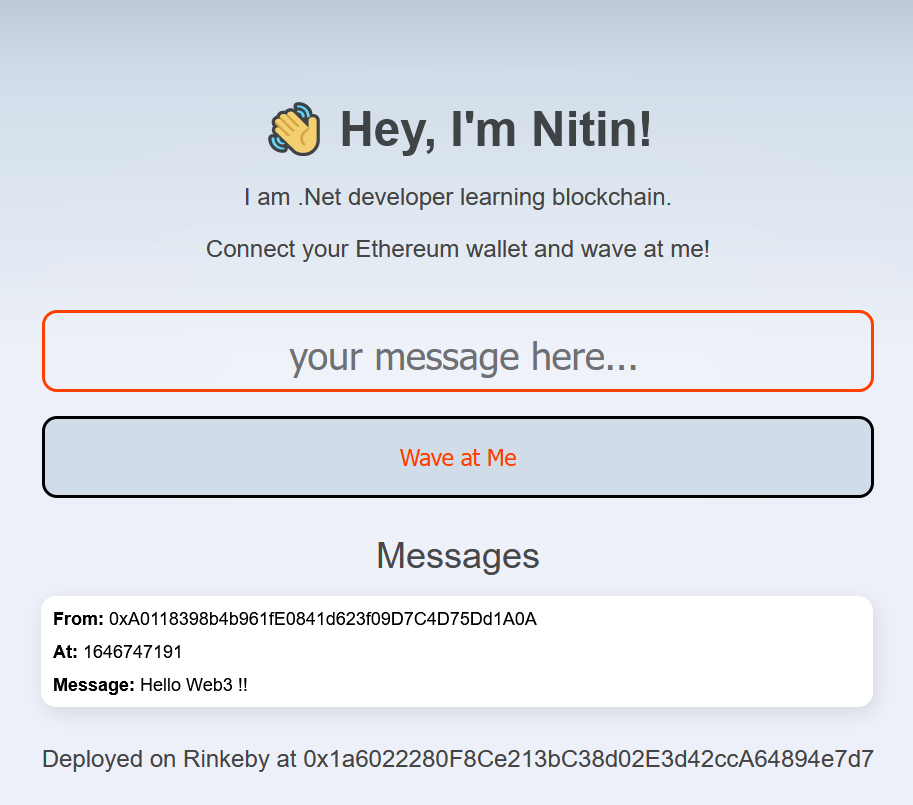 Hey, I'm Nitin!
I am .Net developer learning blockchain.
Connect your Ethereum wallet and wave at me!
your message here...
Wave at Me
Messages
From: 0xA0118398b4b961fE0841d623f09D7C4D75Dd1A0A
At: 1646747191
Message: Hello Web3 !!
Deployed on Rinkeby at 0x1a6022280F8Ce213bC38d02E3d42ccA64894e7d7